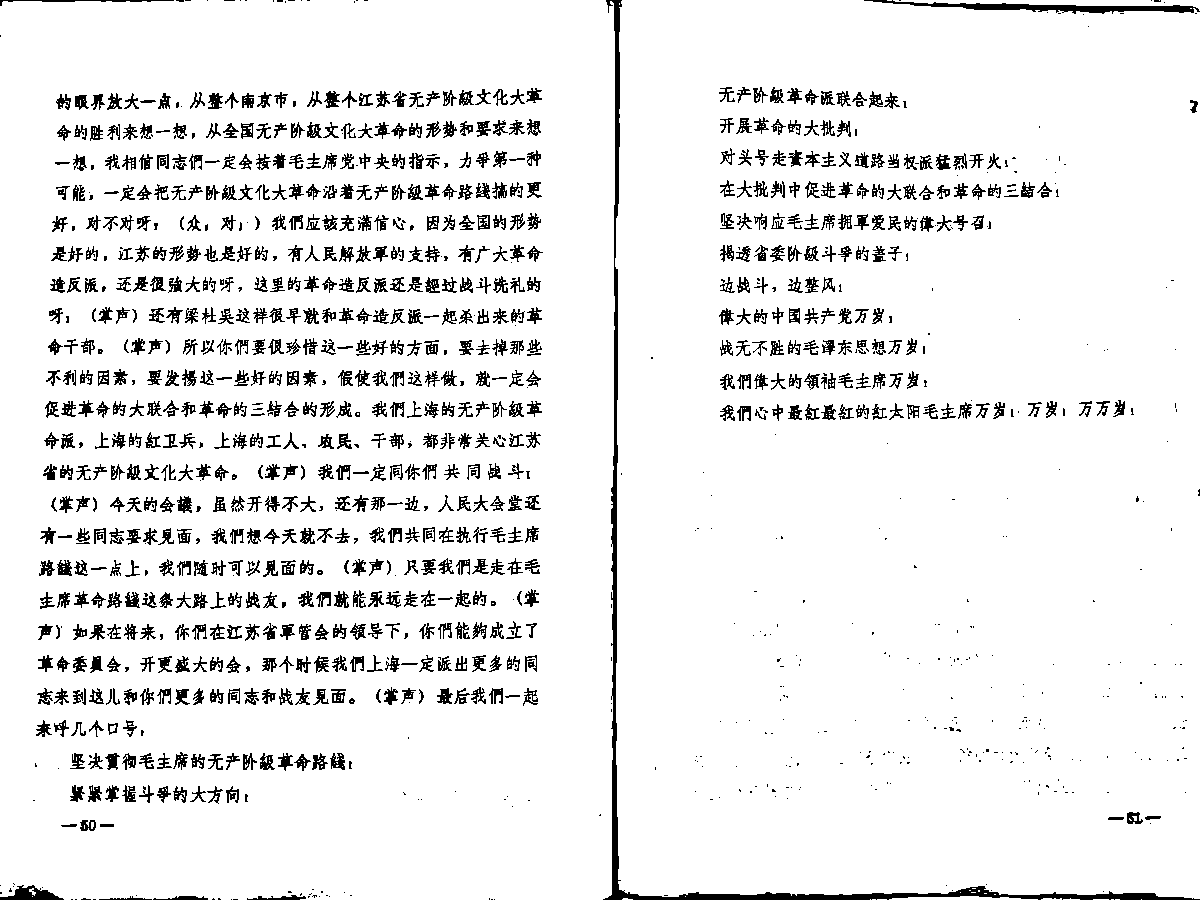 的眼界放大一点，从整个南京市，从整个江苏省无产阶級文化大革
命的胜利来想一想，从全国无产阶級文化大革命的形势和要求来想
一想，我相信同志們一定会按着毛主席党中央的指示，力爭第一种
可能；一定会把无产阶級文化大革命沿着无产阶級革命路綫搞的更
好，对不对呀；（众，对；）我們应該充滿信心，因为全国的形势
是好的，江苏的形势也是好的，有人民解放軍的支持，有广大革命
造反派，还是很強大的呀，这里的革命造反派还是經过战斗洗礼的
呀；（掌声）还有梁杜吴这样很早就和革命造反派一起杀出来的革
命干部。（掌声）所以你們要很珍惜这一些好的方面，要去掉那些
不利的因素，要发揚这一些好的因素，假使我們这样做，就一定会
促进革命的大联合和革命的三結合的形成。我們上海的无产阶級革
命派，上海的紅卫兵，上海的工人、农民、干部，都非常关心江苏
省的无产阶級文化大革命。（掌声）我們一定同你們共同战斗；
（掌声）今天的会議，虽然开得不大，还有那一边，人民大会堂还
有一些同志要求見面，我們想今天就不去，我們共同在执行毛主席
路綫这一点上，我們随时可以見面的。（掌声）只要我們是走在毛
主席革命路綫这条大路上的战友，我們就能永远走在一起的。（掌
声）如果在将来，你們在江苏省軍管会的領导下，你們能夠成立了
革命委員会，开更盛大的会，那个时候我們上海一定派出更多的同
志来到这儿和你們更多的同志和战友見面。（掌声）最后我們一起
来呼几个口号；
坚决貫彻毛主席的无产阶級革命路綫；
紧紧掌握斗爭的大方向；
—50—
无产阶級革命派联合起来；
开展革命的大批判；
对头号走資本主义道路当权派猛烈开火；
在大批判中促进革命的大联合和革命的三結合；
坚决响应毛主席拥軍爱民的偉大号召；
揭透省委阶級斗爭的盖子；
边战斗，边整风；
偉大的中国共产党万岁；
战无不胜的毛澤东思想万岁；
我們偉大的領袖毛主席万岁；
我們心中最紅最紅的紅太阳毛主席万岁；万岁；万万岁；
—51—